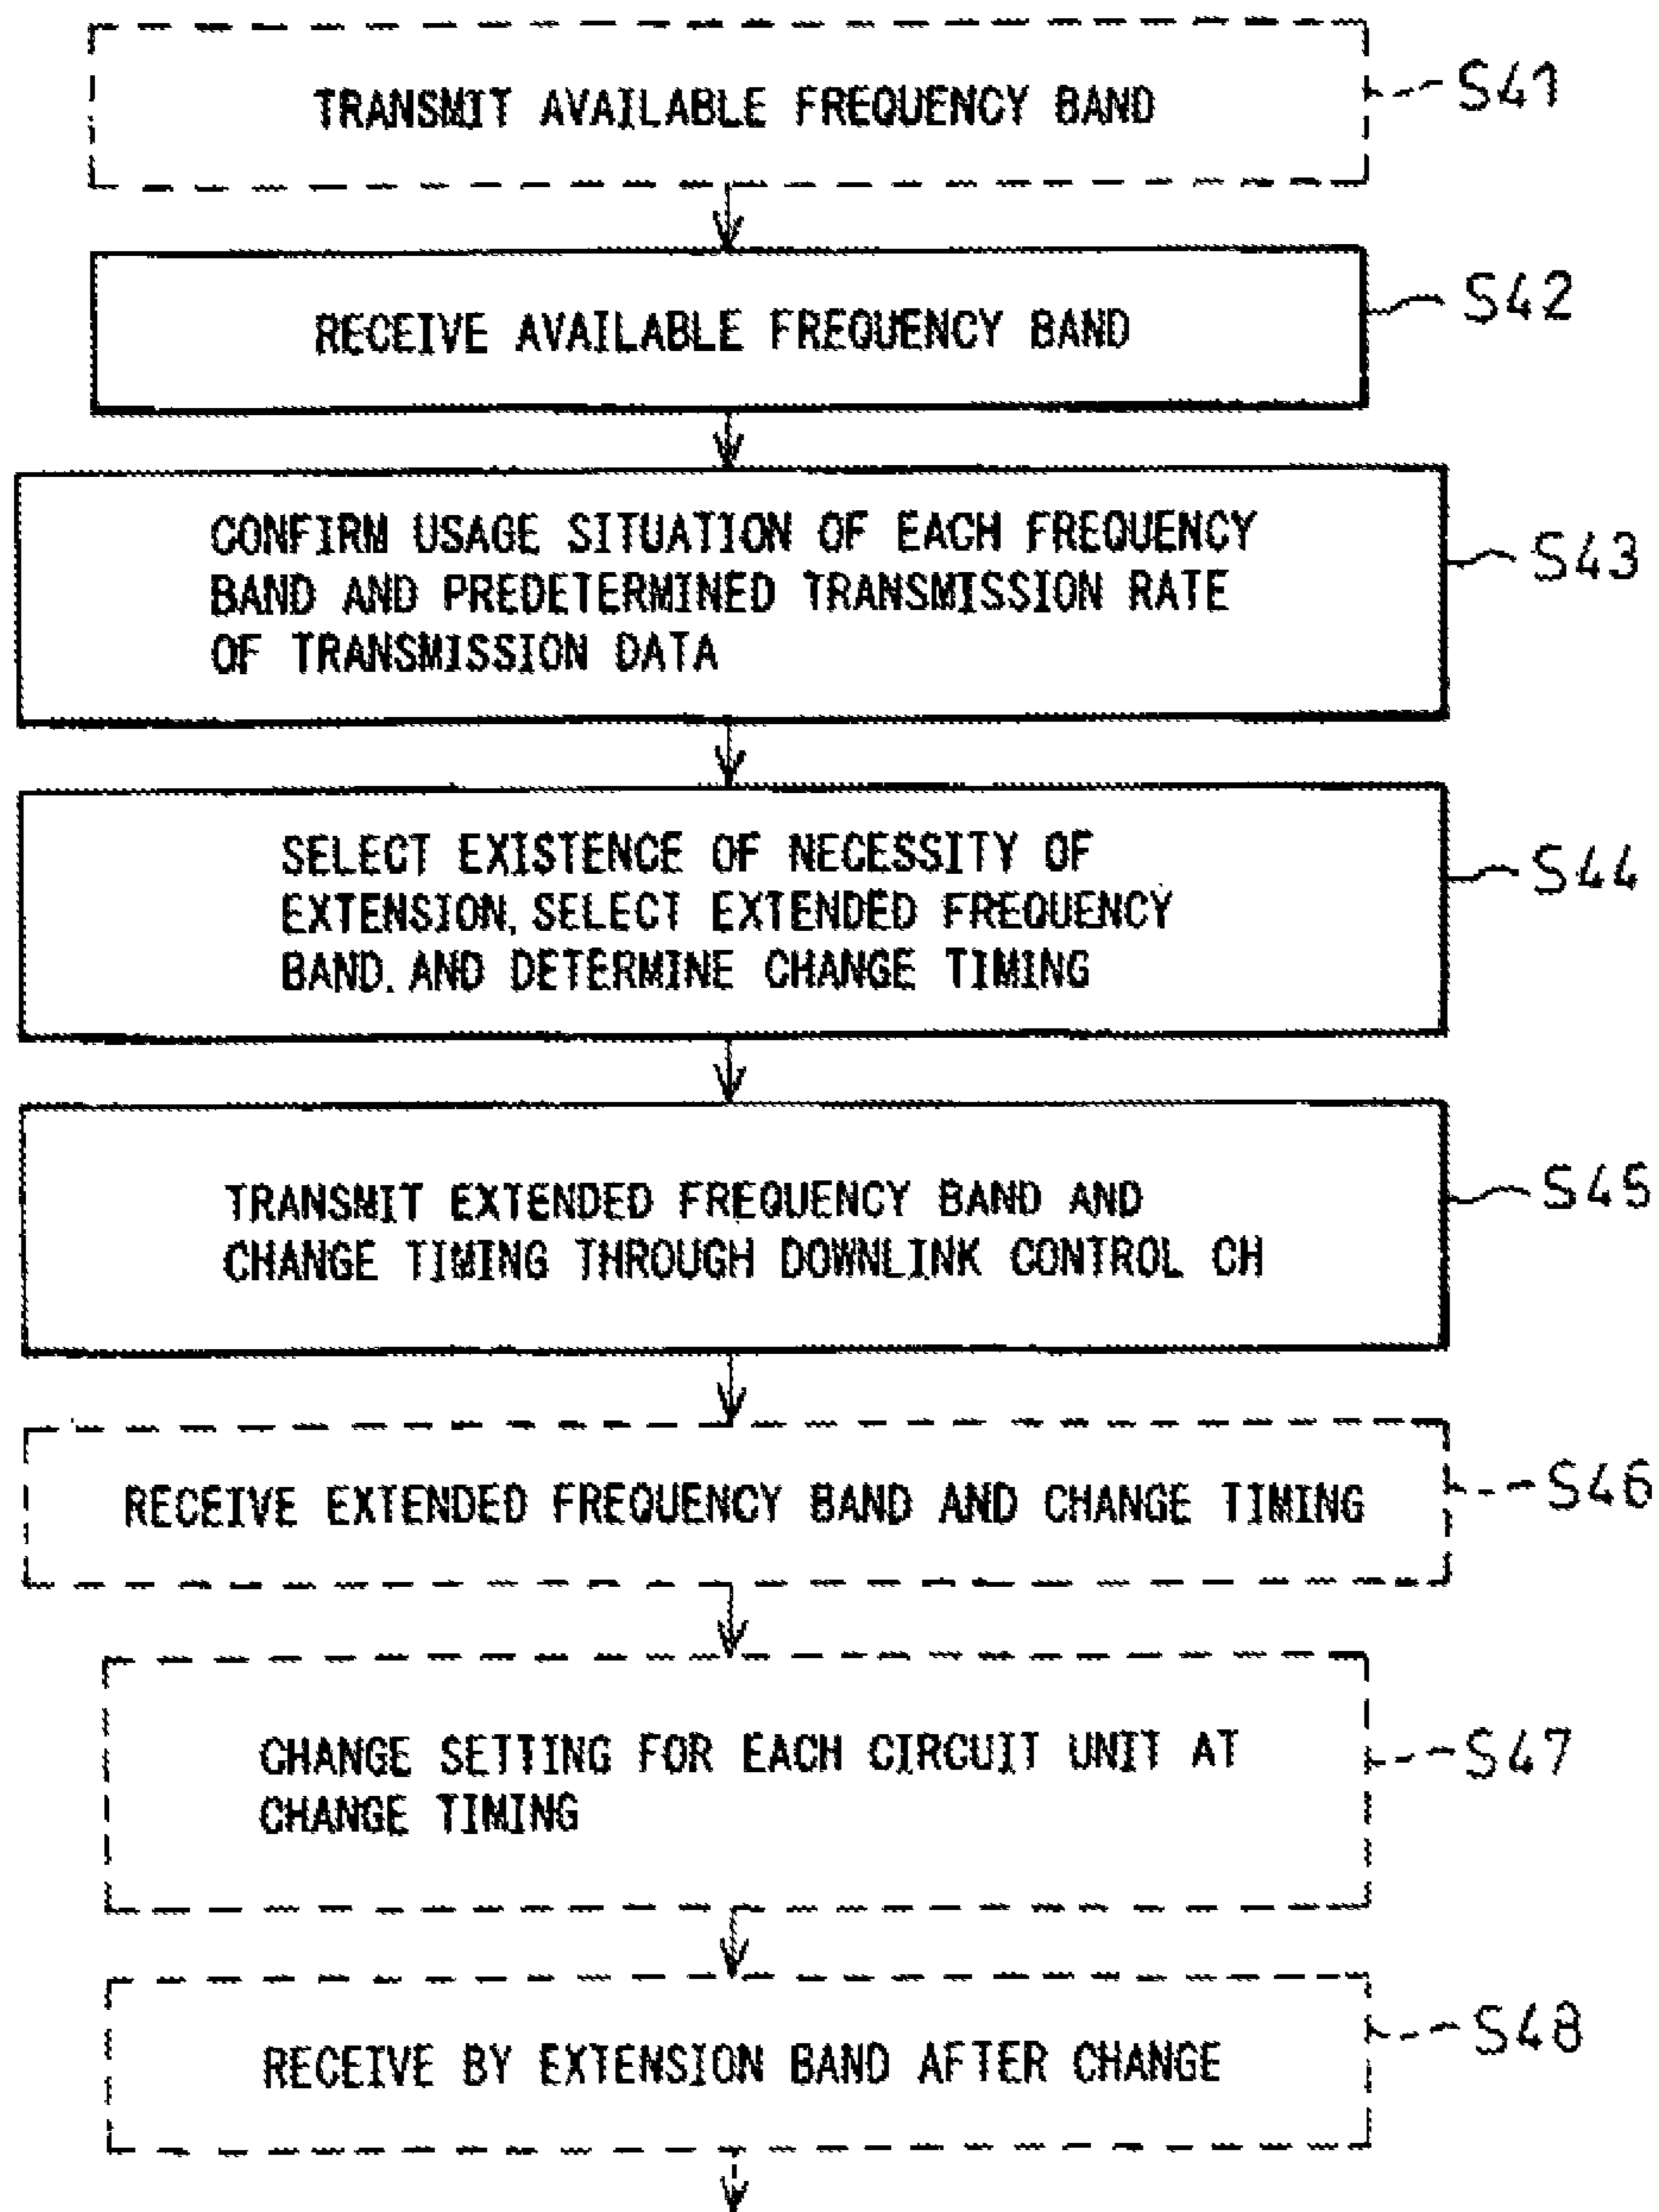 TRANSMIT AVAILABLE FREQUENCY BAND
S41
RECEIVE AVAILABLE FREQUENCY BAND
S42
CONFIRM USAGE SITUATION OF EACH FREQUENCY
BAND AND PREDETERMINED TRANSMISSION RATE
OF TRANSMISSION DATA
S43
SELECT EXISTENCE OF NECESSITY OF
EXTENSION, SELECT EXTENDED FREQUENCY
BAND, AND DETERMINE CHANGE TIMING
S44
TRANSMIT EXTENDED FREQUENCY BAND AND
CHANGE TIMING THROUGH DOWNLINK CONTROL CH
S45
RECEIVE EXTENDED FREQUENCY BAND AND CHANGE TIMING
S46
CHANGE SETTING FOR EACH CIRCUIT UNIT AT
CHANGE TIMING
S47
RECEIVE BY EXTENSION BAND AFTER CHANGE
S48